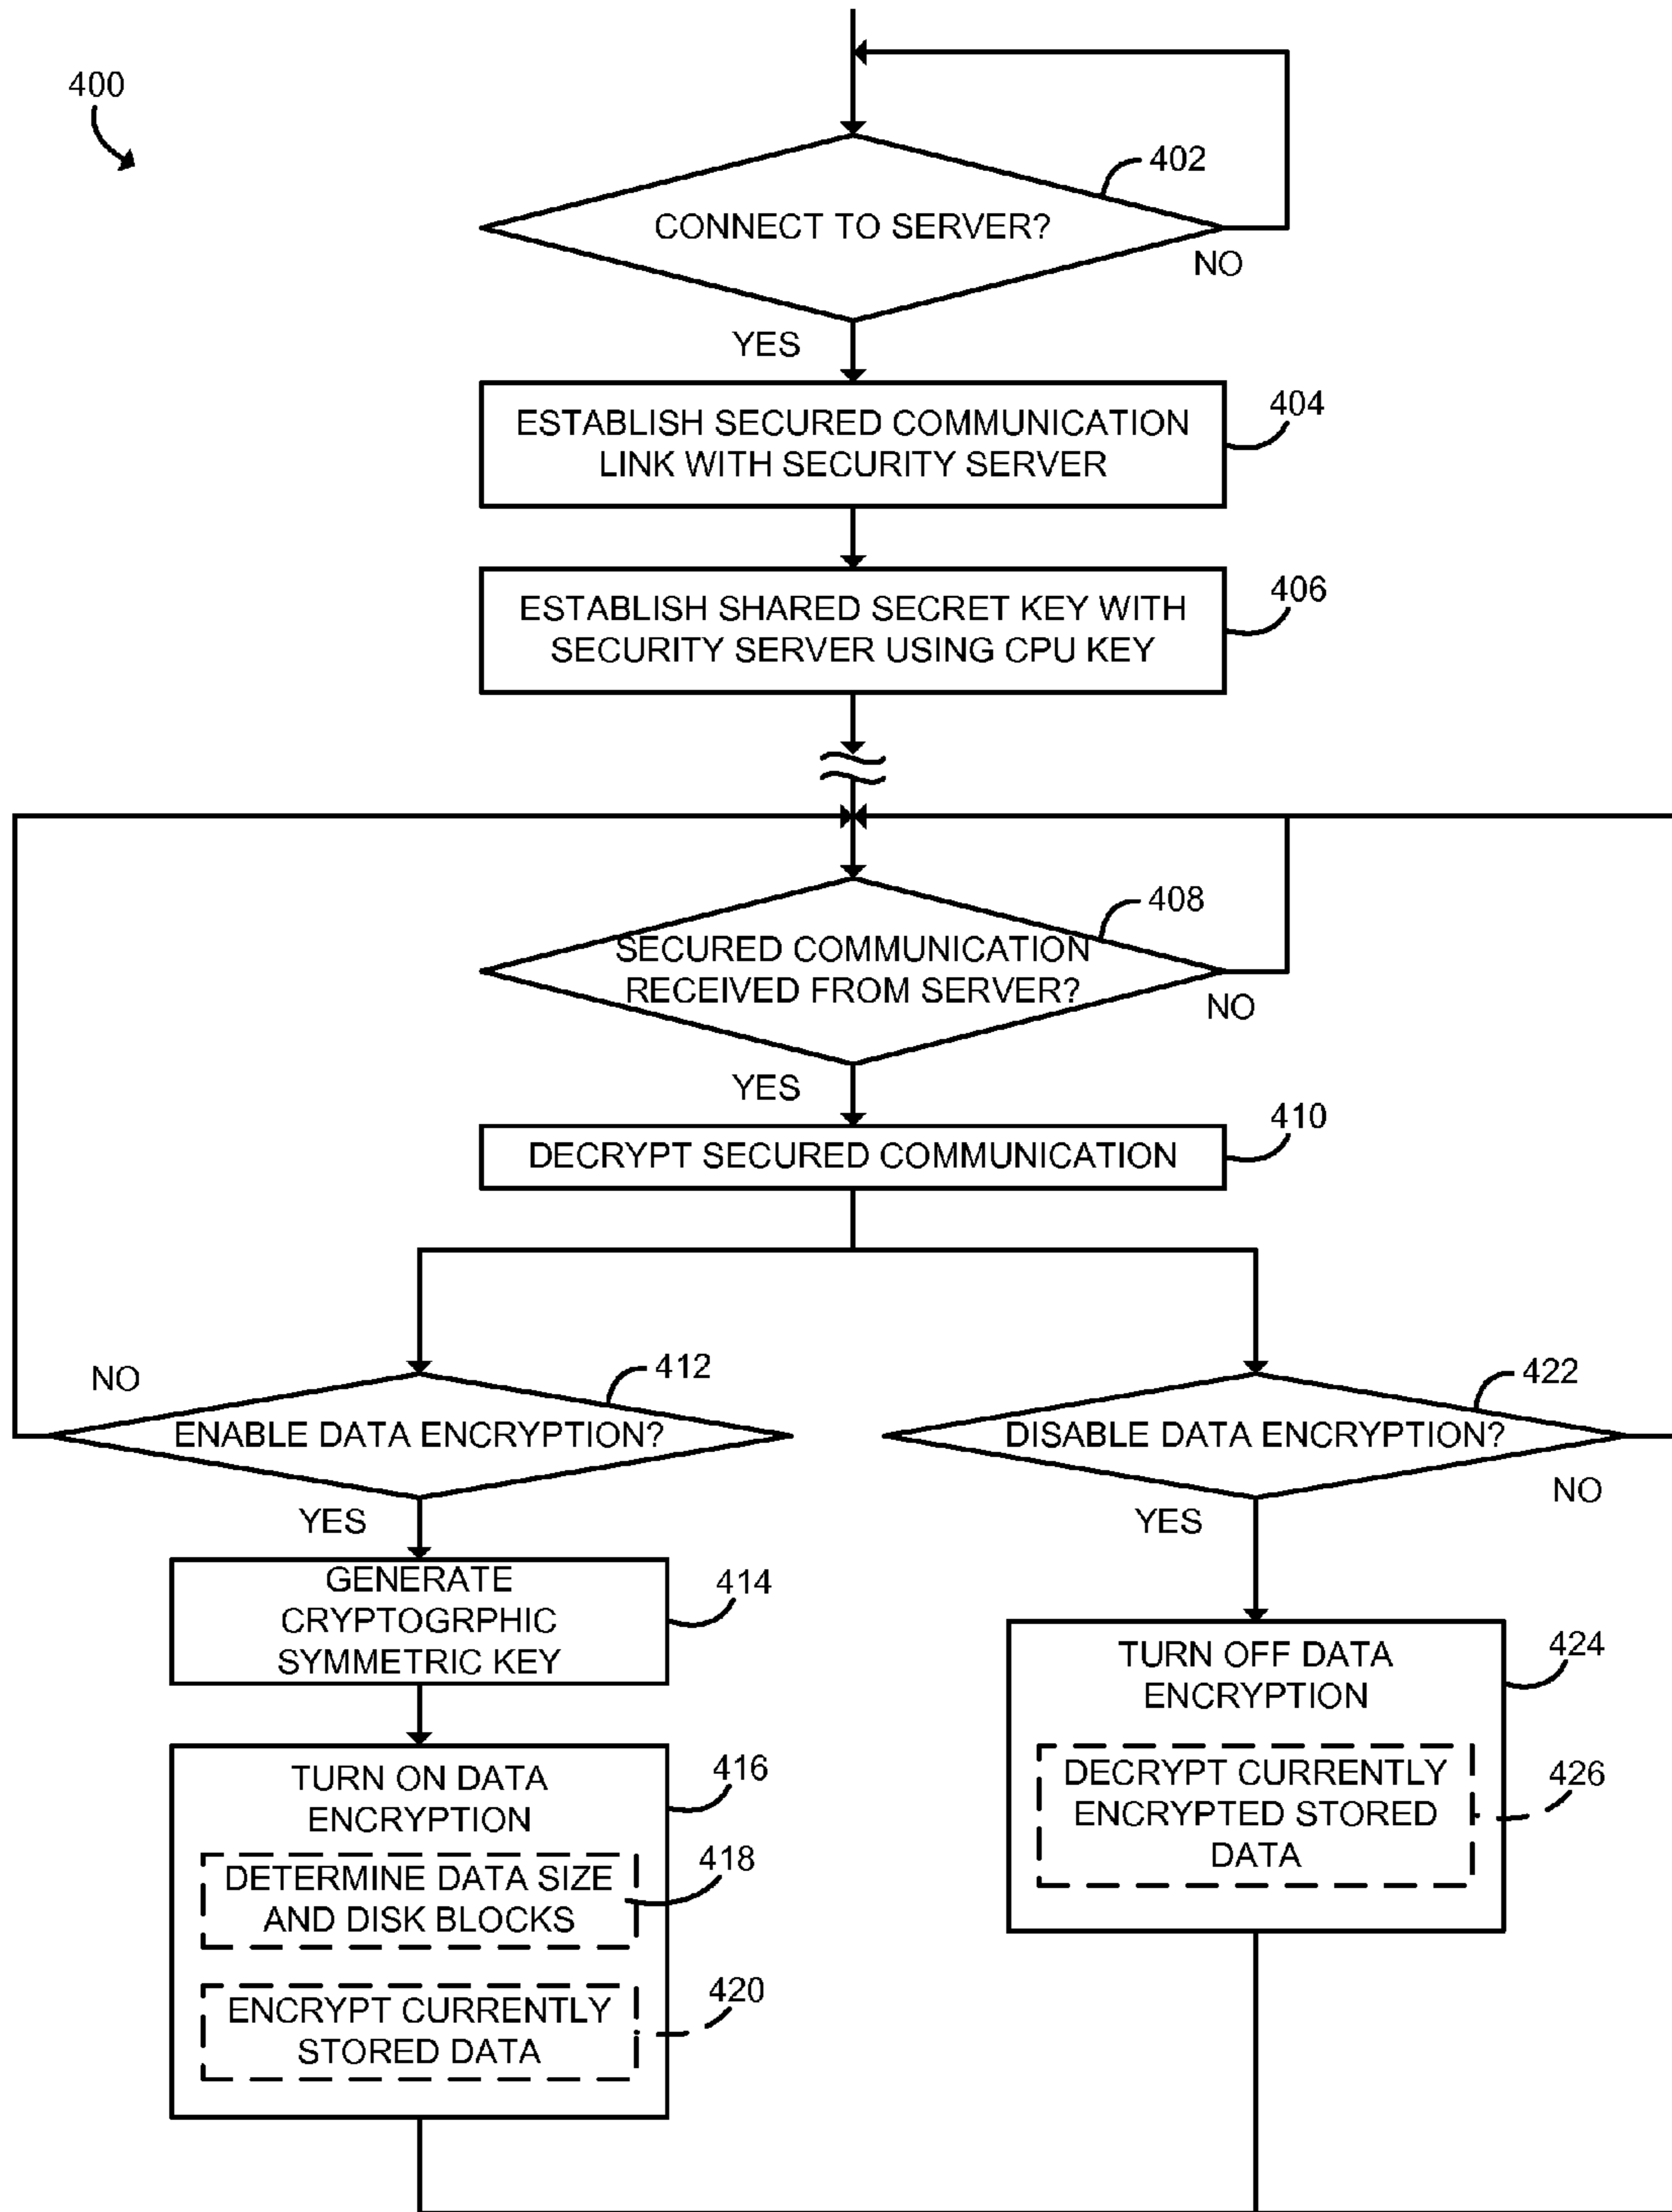 400
402
CONNECT TO SERVER?
NO
YES
ESTABLISH SECURED COMMUNICATION
LINK WITH SECURITY SERVER
404
ESTABLISH SHARED SECRET KEY WITH
SECURITY SERVER USING CPU KEY
406
408
SECURED COMMUNICATION
RECEIVED FROM SERVER?
NO
YES
410
DECRYPT SECURED COMMUNICATION
NO
412
ENABLE DATA ENCRYPTION?
YES
422
DISABLE DATA ENCRYPTION?
NO
YES
GENERATE
CRYPTOGRPHIC
SYMMETRIC KEY
414
TURN ON DATA
ENCRYPTION
416
DETERMINE DATA SIZE
AND DISK BLOCKS
418
ENCRYPT CURRENTLY
STORED DATA
420
TURN OFF DATA
ENCRYPTION
424
DECRYPT CURRENTLY
ENCRYPTED STORED
DATA
426